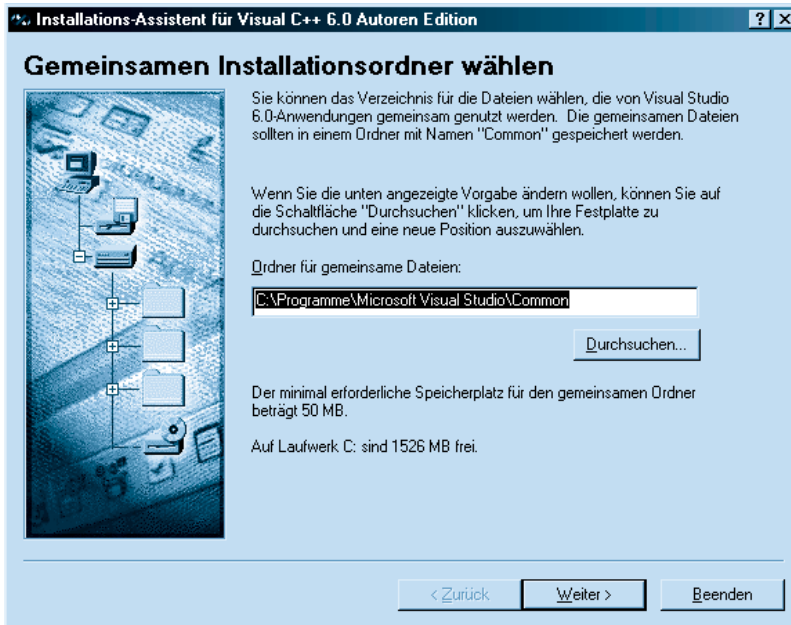 Installations-Assistent für Visual C++ 6.0 Autoren Edition
Gemeinsamen Installationsordner wählen
Sie können das Verzeichnis für die Dateien wählen, die von Visual Studio
6.0-Anwendungen gemeinsam genutzt werden. Die gemeinsamen Dateien
sollten in einem Ordner mit Namen "Common" gespeichert werden.
Wenn Sie die unten angezeigte Vorgabe ändern wollen, können Sie auf
die Schaltfläche "Durchsuchen" klicken, um Ihre Festplatte zu
durchsuchen und eine neue Position auszuwählen.
Ordner für gemeinsame Dateien:
C:\Programme\Microsoft Visual Studio\Common
Durchsuchen...
Der minimal erforderliche Speicherplatz für den gemeinsamen Ordner
beträgt 50 MB.
Auf Laufwerk C: sind 1526 MB frei.
< Zurück Weiter > Beenden